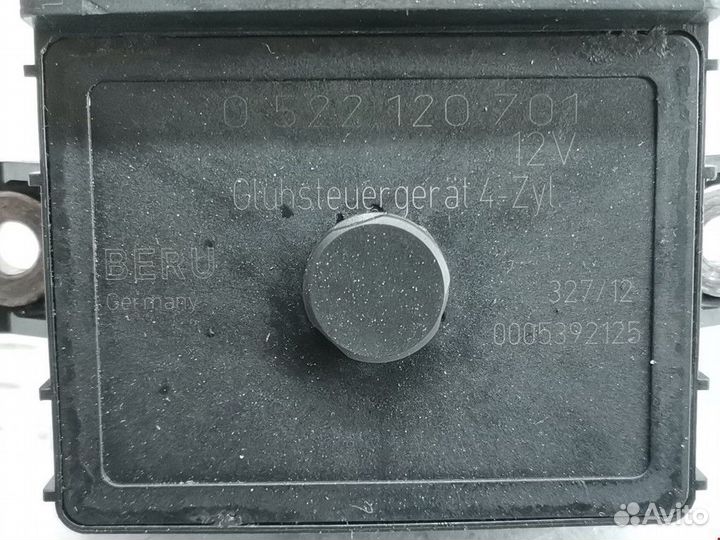 0 522 120 701
12V
Glühsteuergerät 4-Zyl.
BERU
Germany
327/12
0005392125
Avito